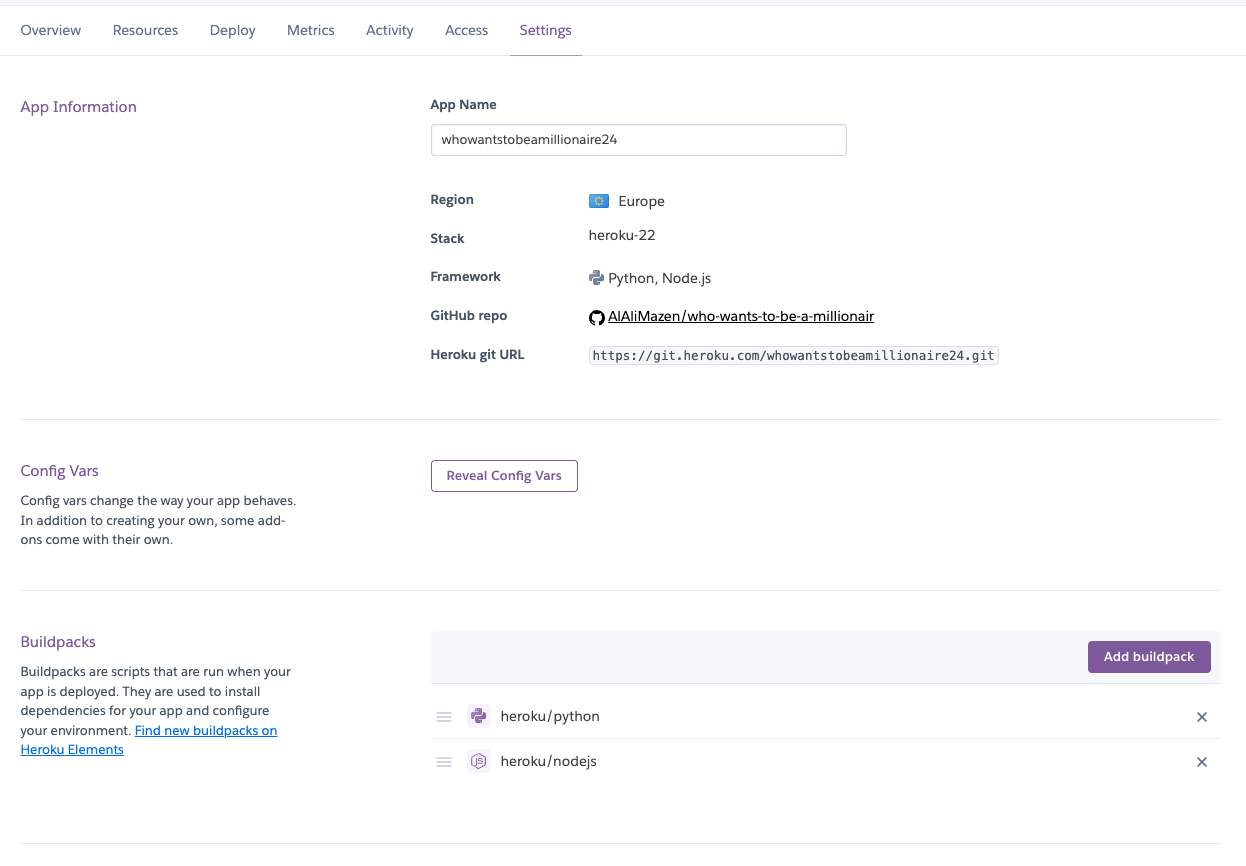 Overview Resources Deploy Metrics Activity Access Settings
App Information
App Name
whowantstobeamillionaire24
Region Europe
Stack heroku-22
Framework Python, Node.js
GitHub repo AlAliMazen/who-wants-to-be-a-millionair
Heroku git URL https://git.heroku.com/whowantstobeamillionaire24.git
Config Vars
Config vars change the way your app behaves.
In addition to creating your own, some add-
ons come with their own.
Reveal Config Vars
Buildpacks
Buildpacks are scripts that are run when your
app is deployed. They are used to install
dependencies for your app and configure
your environment. Find new buildpacks on
Heroku Elements
Add buildpack
heroku/python
JS heroku/nodejs